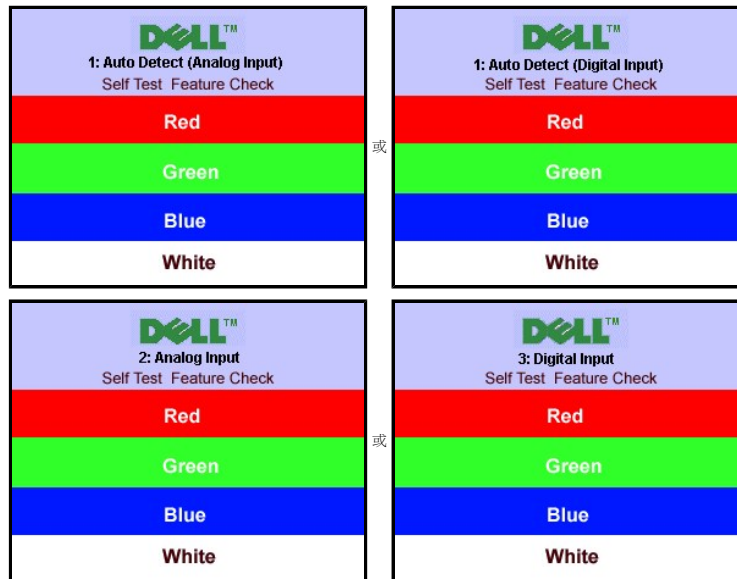 DELL™
1: Auto Detect (Analog Input)
Self Test Feature Check
Red
Green
Blue
White
或
DELL™
1: Auto Detect (Digital Input)
Self Test Feature Check
Red
Green
Blue
White
DELL™
2: Analog Input
Self Test Feature Check
Red
Green
Blue
White
或
DELL™
3: Digital Input
Self Test Feature Check
Red
Green
Blue
White